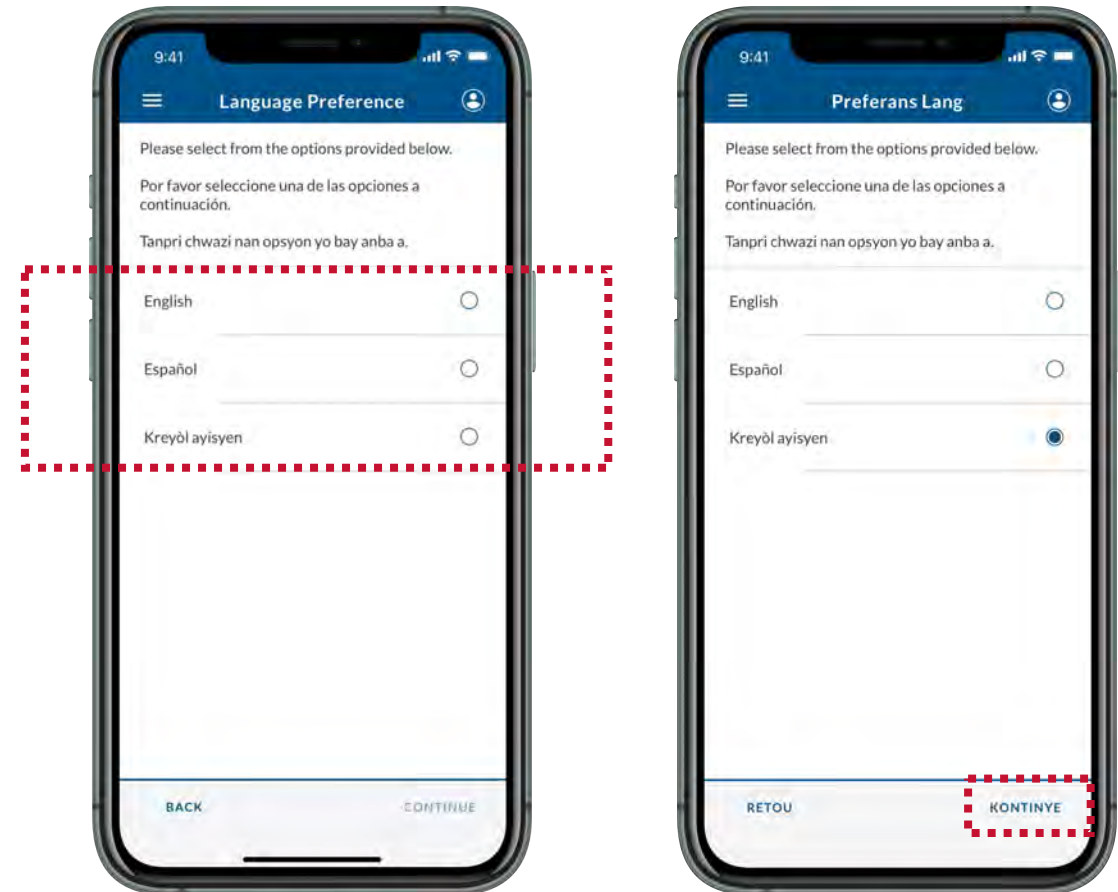 9:41
Language Preference
Please select from the options provided below.
Por favor seleccione una de las opciones a
continuación.
Tanpri chwazi nan opsyon yo bay anba a.
English
Español
Kreyòl ayisyen
BACK
CONTINUE
9:41
Preferans Lang
Please select from the options provided below.
Por favor seleccione una de las opciones a
continuación.
Tanpri chwazi nan opsyon yo bay anba a.
English
Español
Kreyòl ayisyen
RETOU
KONTINYE